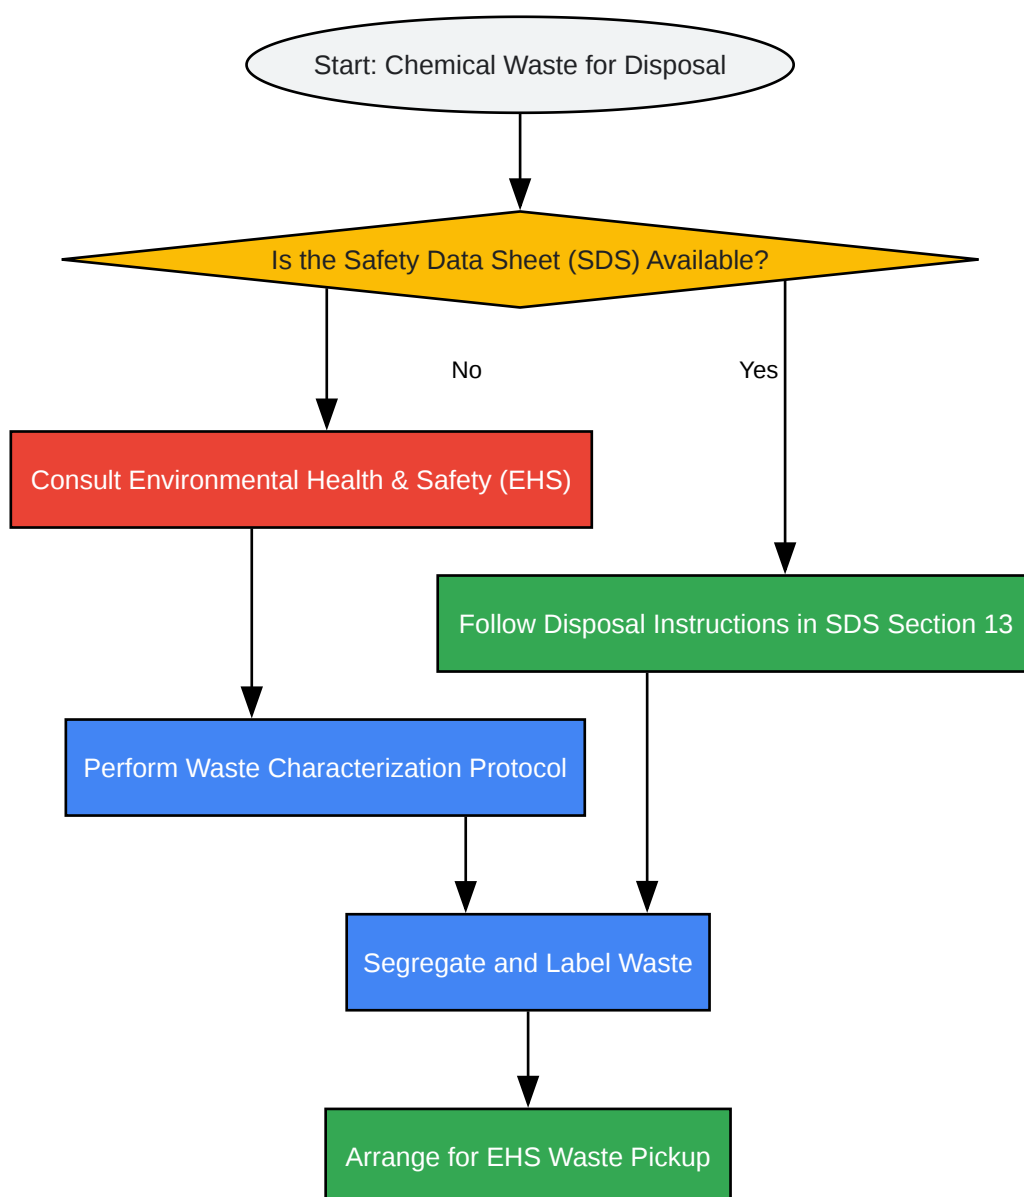 Start: Chemical Waste for Disposal
Is the Safety Data Sheet (SDS) Available?
No
Yes
Consult Environmental Health & Safety (EHS)
Follow Disposal Instructions in SDS Section 13
Perform Waste Characterization Protocol
Segregate and Label Waste
Arrange for EHS Waste Pickup